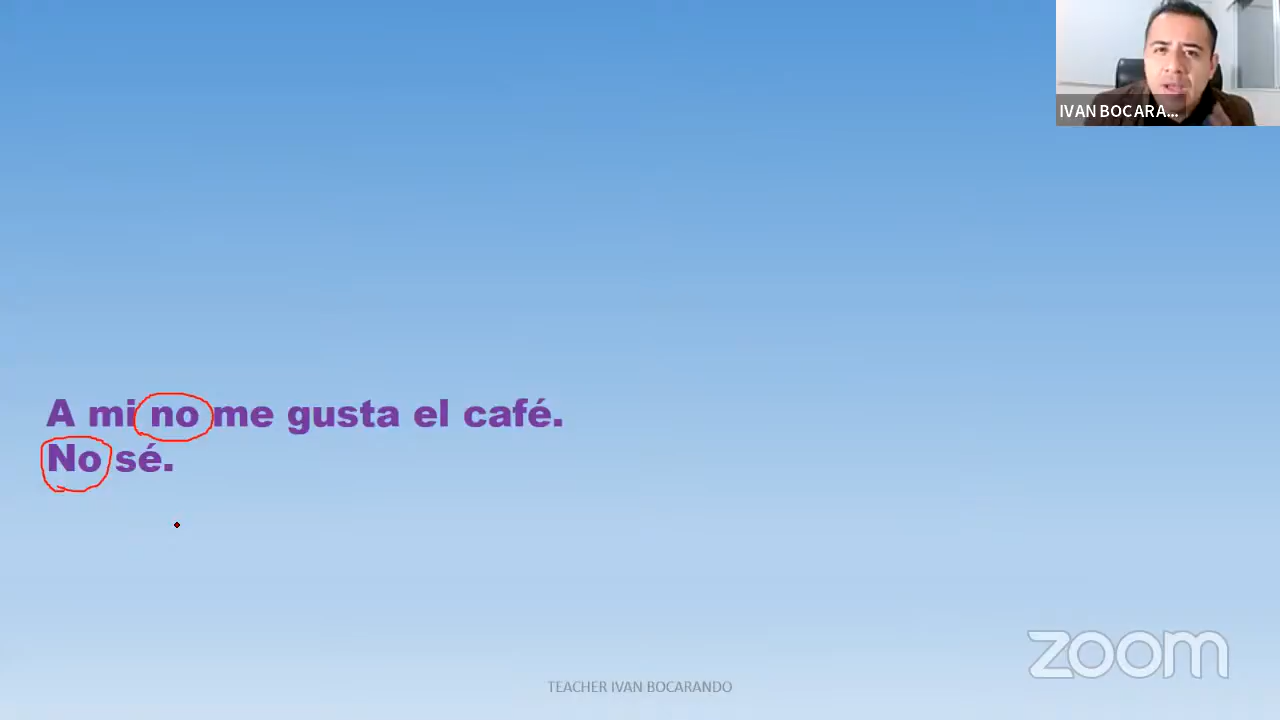 IVAN BOCARA...
A mi no me gusta el café.
No sé.
zoom
TEACHER IVAN BOCARANDO